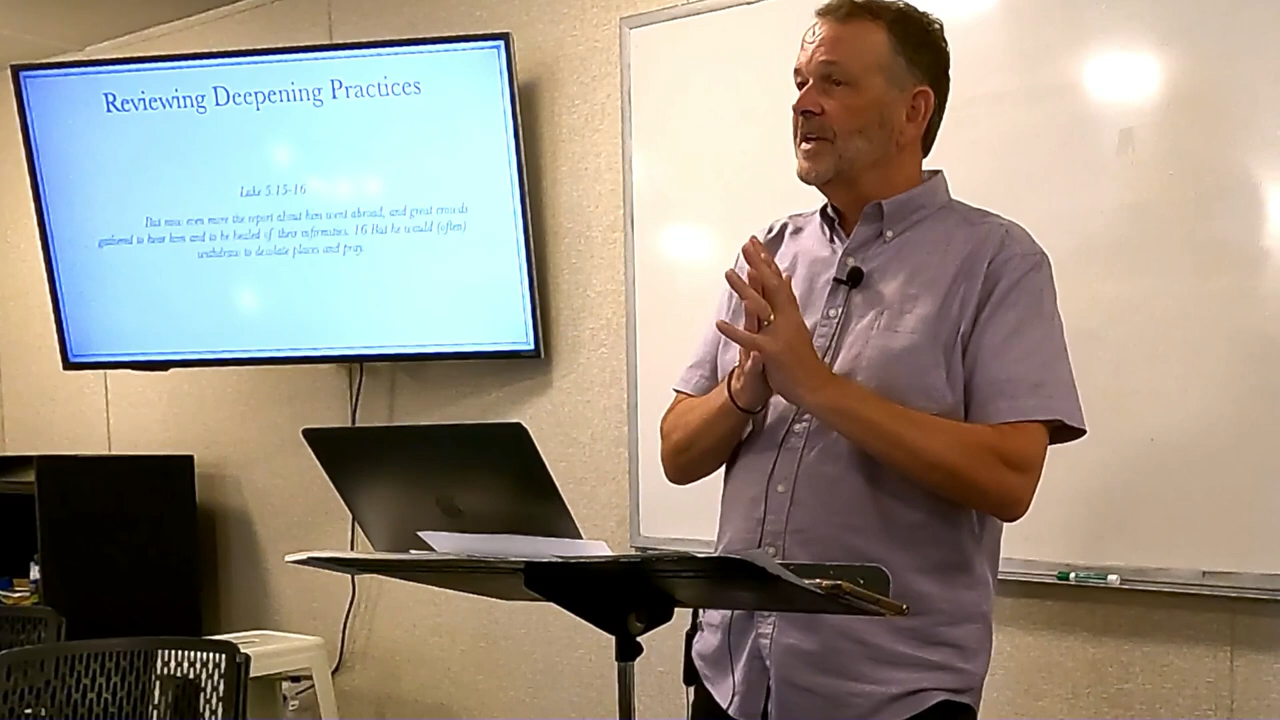 Reviewing Deepening Practices
Luke 5.15-16
But now even more the report about him went abroad, and great crowds
gathered to hear him and to be healed of their infirmities. 16 But he would (often)
withdraw to desolate places and pray.